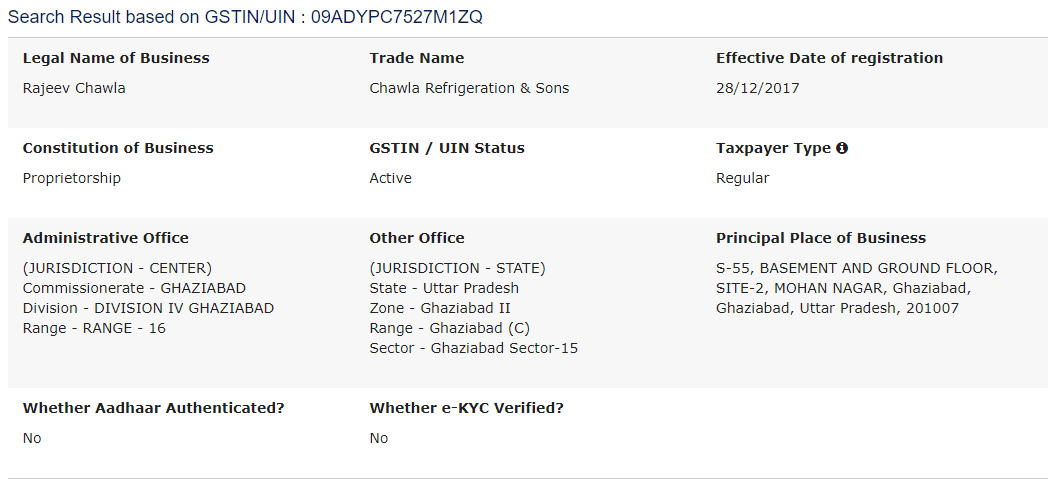 Search Result based on GSTIN/UIN : 09ADYPC7527M1ZQ
Legal Name of Business
Rajeev Chawla
Trade Name
Chawla Refrigeration & Sons
Effective Date of registration
28/12/2017
Constitution of Business
Proprietorship
GSTIN / UIN Status
Active
Taxpayer Type
Regular
Administrative Office
(JURISDICTION - CENTER)
Commissionerate - GHAZIABAD
Division - DIVISION IV GHAZIABAD
Range - RANGE - 16
Other Office
(JURISDICTION - STATE)
State - Uttar Pradesh
Zone - Ghaziabad II
Range - Ghaziabad (C)
Sector - Ghaziabad Sector-15
Principal Place of Business
S-55, BASEMENT AND GROUND FLOOR,
SITE-2, MOHAN NAGAR, Ghaziabad,
Ghaziabad, Uttar Pradesh, 201007
Whether Aadhaar Authenticated?
No
Whether e-KYC Verified?
No